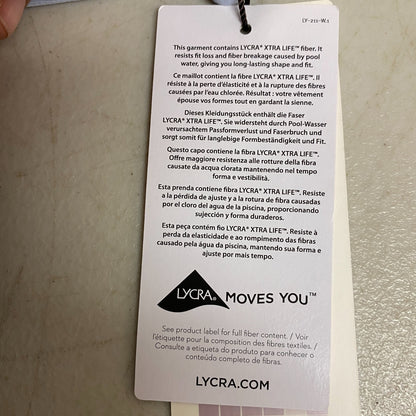 LY-211-W.1
This garment contains LYCRA® XTRA LIFE™ fiber. It
resists fit loss and fiber breakage caused by pool
water, giving you long-lasting shape and fit.
Ce maillot contient la fibre LYCRA® XTRA LIFE™. Il
résiste à la perte d'élasticité et à la rupture des fibres
causées par l'eau chlorée. Résultat : votre vêtement
épouse vos formes tout en gardant la sienne.
Dieses Kleidungsstück enthält die Faser
LYCRA® XTRA LIFE™. Sie widersteht durch Pool-Wasser
verursachtem Passformverlust und Faserbruch und
sorgt somit für langlebige Formbeständigkeit und Fit.
Questo capo contiene la fibra LYCRA® XTRA LIFE™.
Offre maggiore resistenza alle rotture della fibra
causate da acqua clorata mantenendo nel tempo
forma e vestibilità.
Esta prenda contiene fibra LYCRA® XTRA LIFE™. Resiste
a la pérdida de ajuste y a la rotura de fibra causadas
por el cloro del agua de la piscina, proporcionando
sujeción y forma duraderos.
Esta peça contém fio LYCRA® XTRA LIFE™. Resiste à
perda da elasticidade e ao rompimento das fibras
causado pela água da piscina, mantendo sua forma e
ajuste por mais tempo.
LYCRA® MOVES YOU™
See product label for full fiber content. / Voir
l'étiquette pour la composition des fibres textiles. /
Consulte a etiqueta do produto para conhecer o
conteúdo completo de fibras.
LYCRA.COM